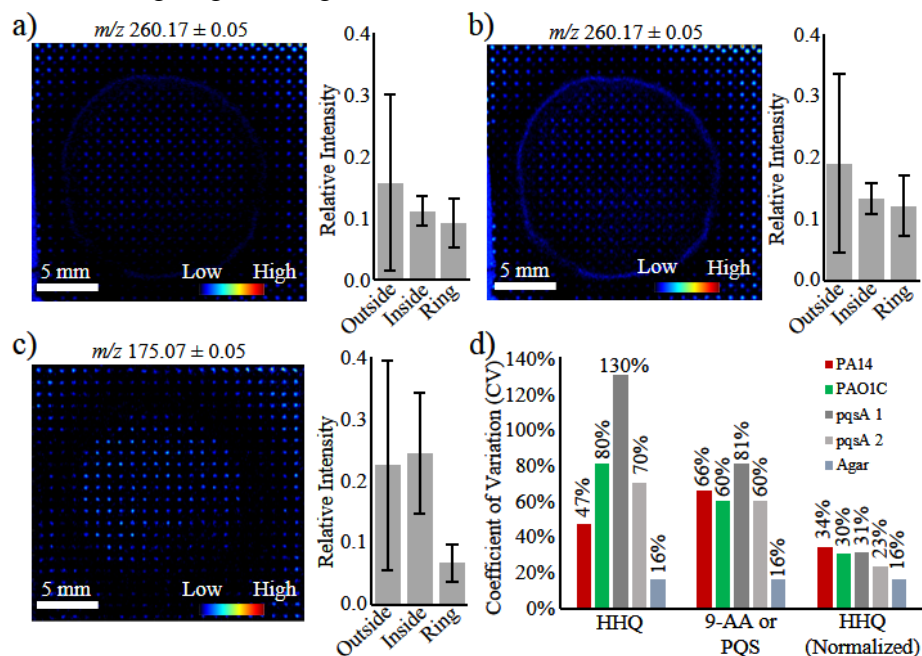 a)
m/z 260.17 ± 0.05
5 mm
Low High
Relative Intensity
0.4
0.3
0.2
0.1
0.0
Outside
Inside
Ring
b)
m/z 260.17 ± 0.05
5 mm
Low High
Relative Intensity
0.4
0.3
0.2
0.1
0.0
Outside
Inside
Ring
c)
m/z 175.07 ± 0.05
5 mm
Low High
Relative Intensity
0.4
0.3
0.2
0.1
0.0
Outside
Inside
Ring
d)
Coefficient of Variation (CV)
140%
120%
100%
80%
60%
40%
20%
0%
47%
80%
130%
70%
16%
66%
60%
81%
60%
16%
34%
30%
31%
23%
16%
PA14
PAO1C
pqsA 1
pqsA 2
Agar
HHQ
9-AA or
PQS
HHQ
(Normalized)